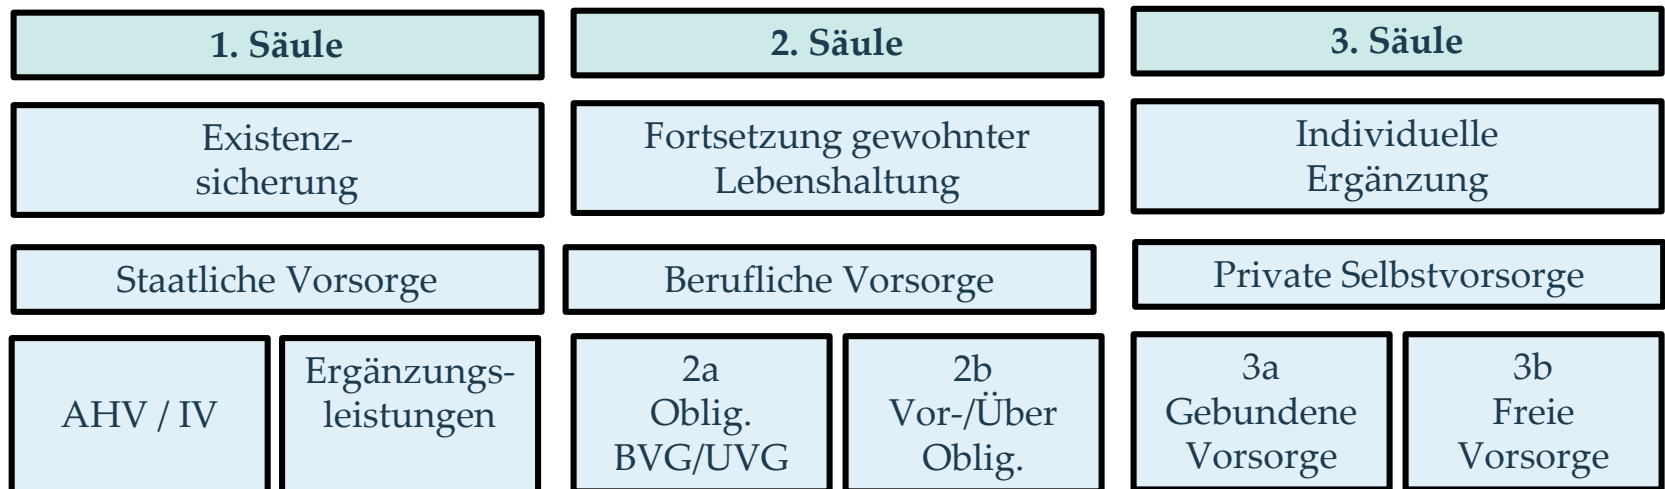 1. Säule
2. Säule
3. Säule
Existenz-
sicherung
Fortsetzung gewohnter
Lebenshaltung
Individuelle
Ergänzung
Staatliche Vorsorge
Berufliche Vorsorge
Private Selbstvorsorge
AHV / IV
Ergänzungs-
leistungen
2a
Oblig.
BVG/UVG
2b
Vor-/Über
Oblig.
3a
Gebundene
Vorsorge
3b
Freie
Vorsorge